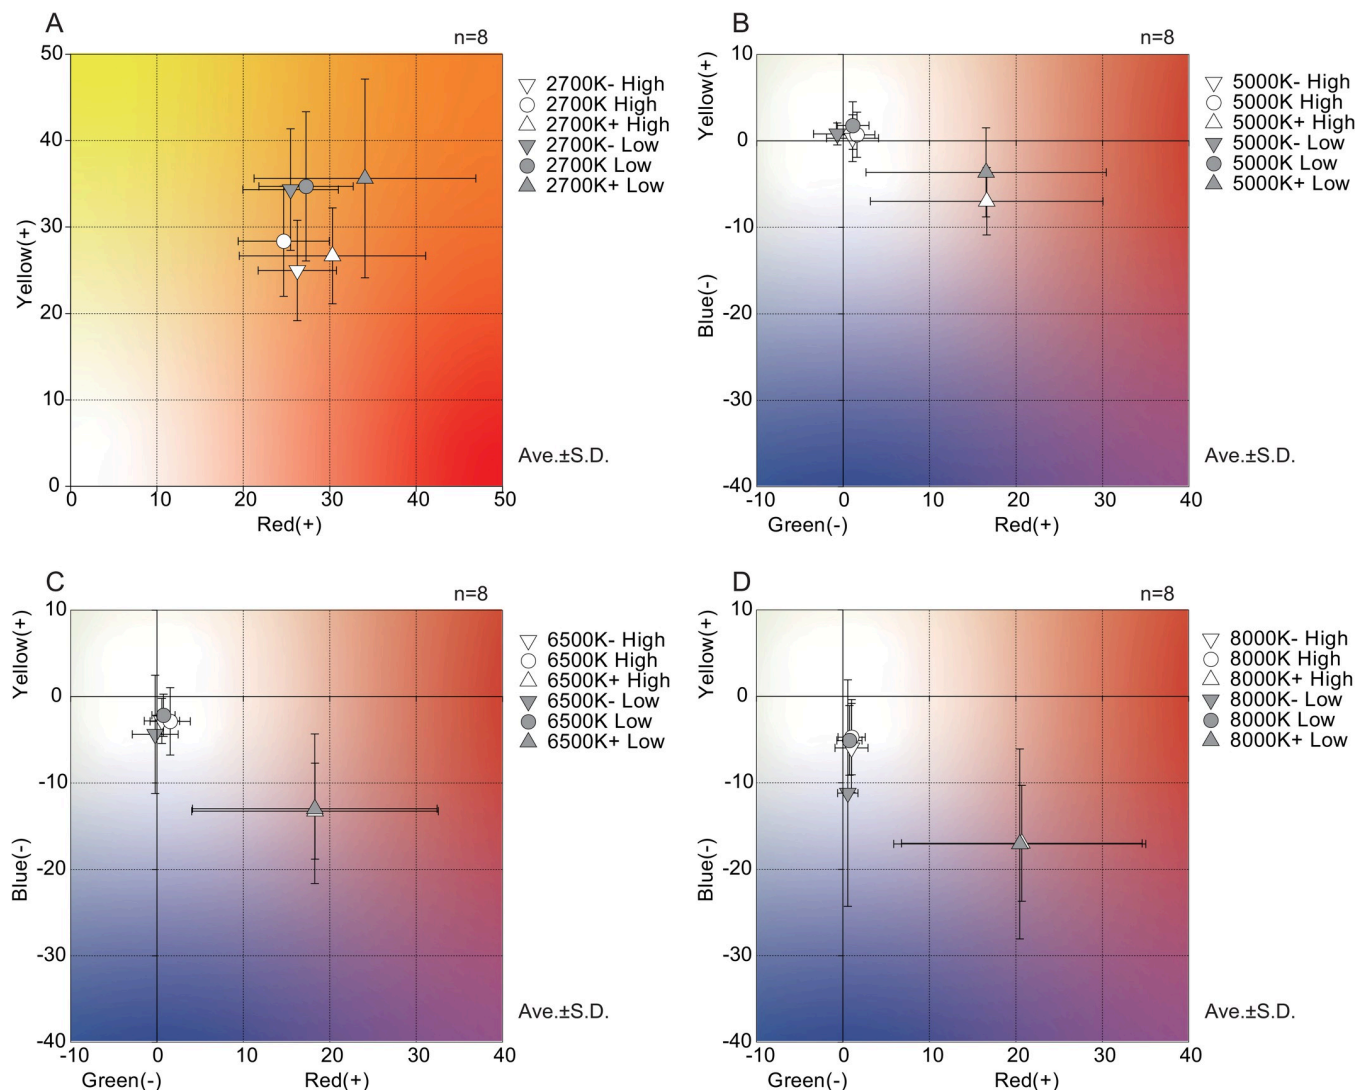 A
n=8
50
40
30
20
10
0
Yellow(+)
0 10 20 30 40 50
Red(+)
2700K- High
2700K High
2700K+ High
2700K- Low
2700K Low
2700K+ Low
Ave.±S.D.
B
n=8
10
0
-10
-20
-30
-40
Yellow(+)
Blue(-)
-10 0 10 20 30 40
Green(-) Red(+)
5000K- High
5000K High
5000K+ High
5000K- Low
5000K Low
5000K+ Low
Ave.±S.D.
C
n=8
10
0
-10
-20
-30
-40
Yellow(+)
Blue(-)
-10 0 10 20 30 40
Green(-) Red(+)
6500K- High
6500K High
6500K+ High
6500K- Low
6500K Low
6500K+ Low
Ave.±S.D.
D
n=8
10
0
-10
-20
-30
-40
Yellow(+)
Blue(-)
-10 0 10 20 30 40
Green(-) Red(+)
8000K- High
8000K High
8000K+ High
8000K- Low
8000K Low
8000K+ Low
Ave.±S.D.